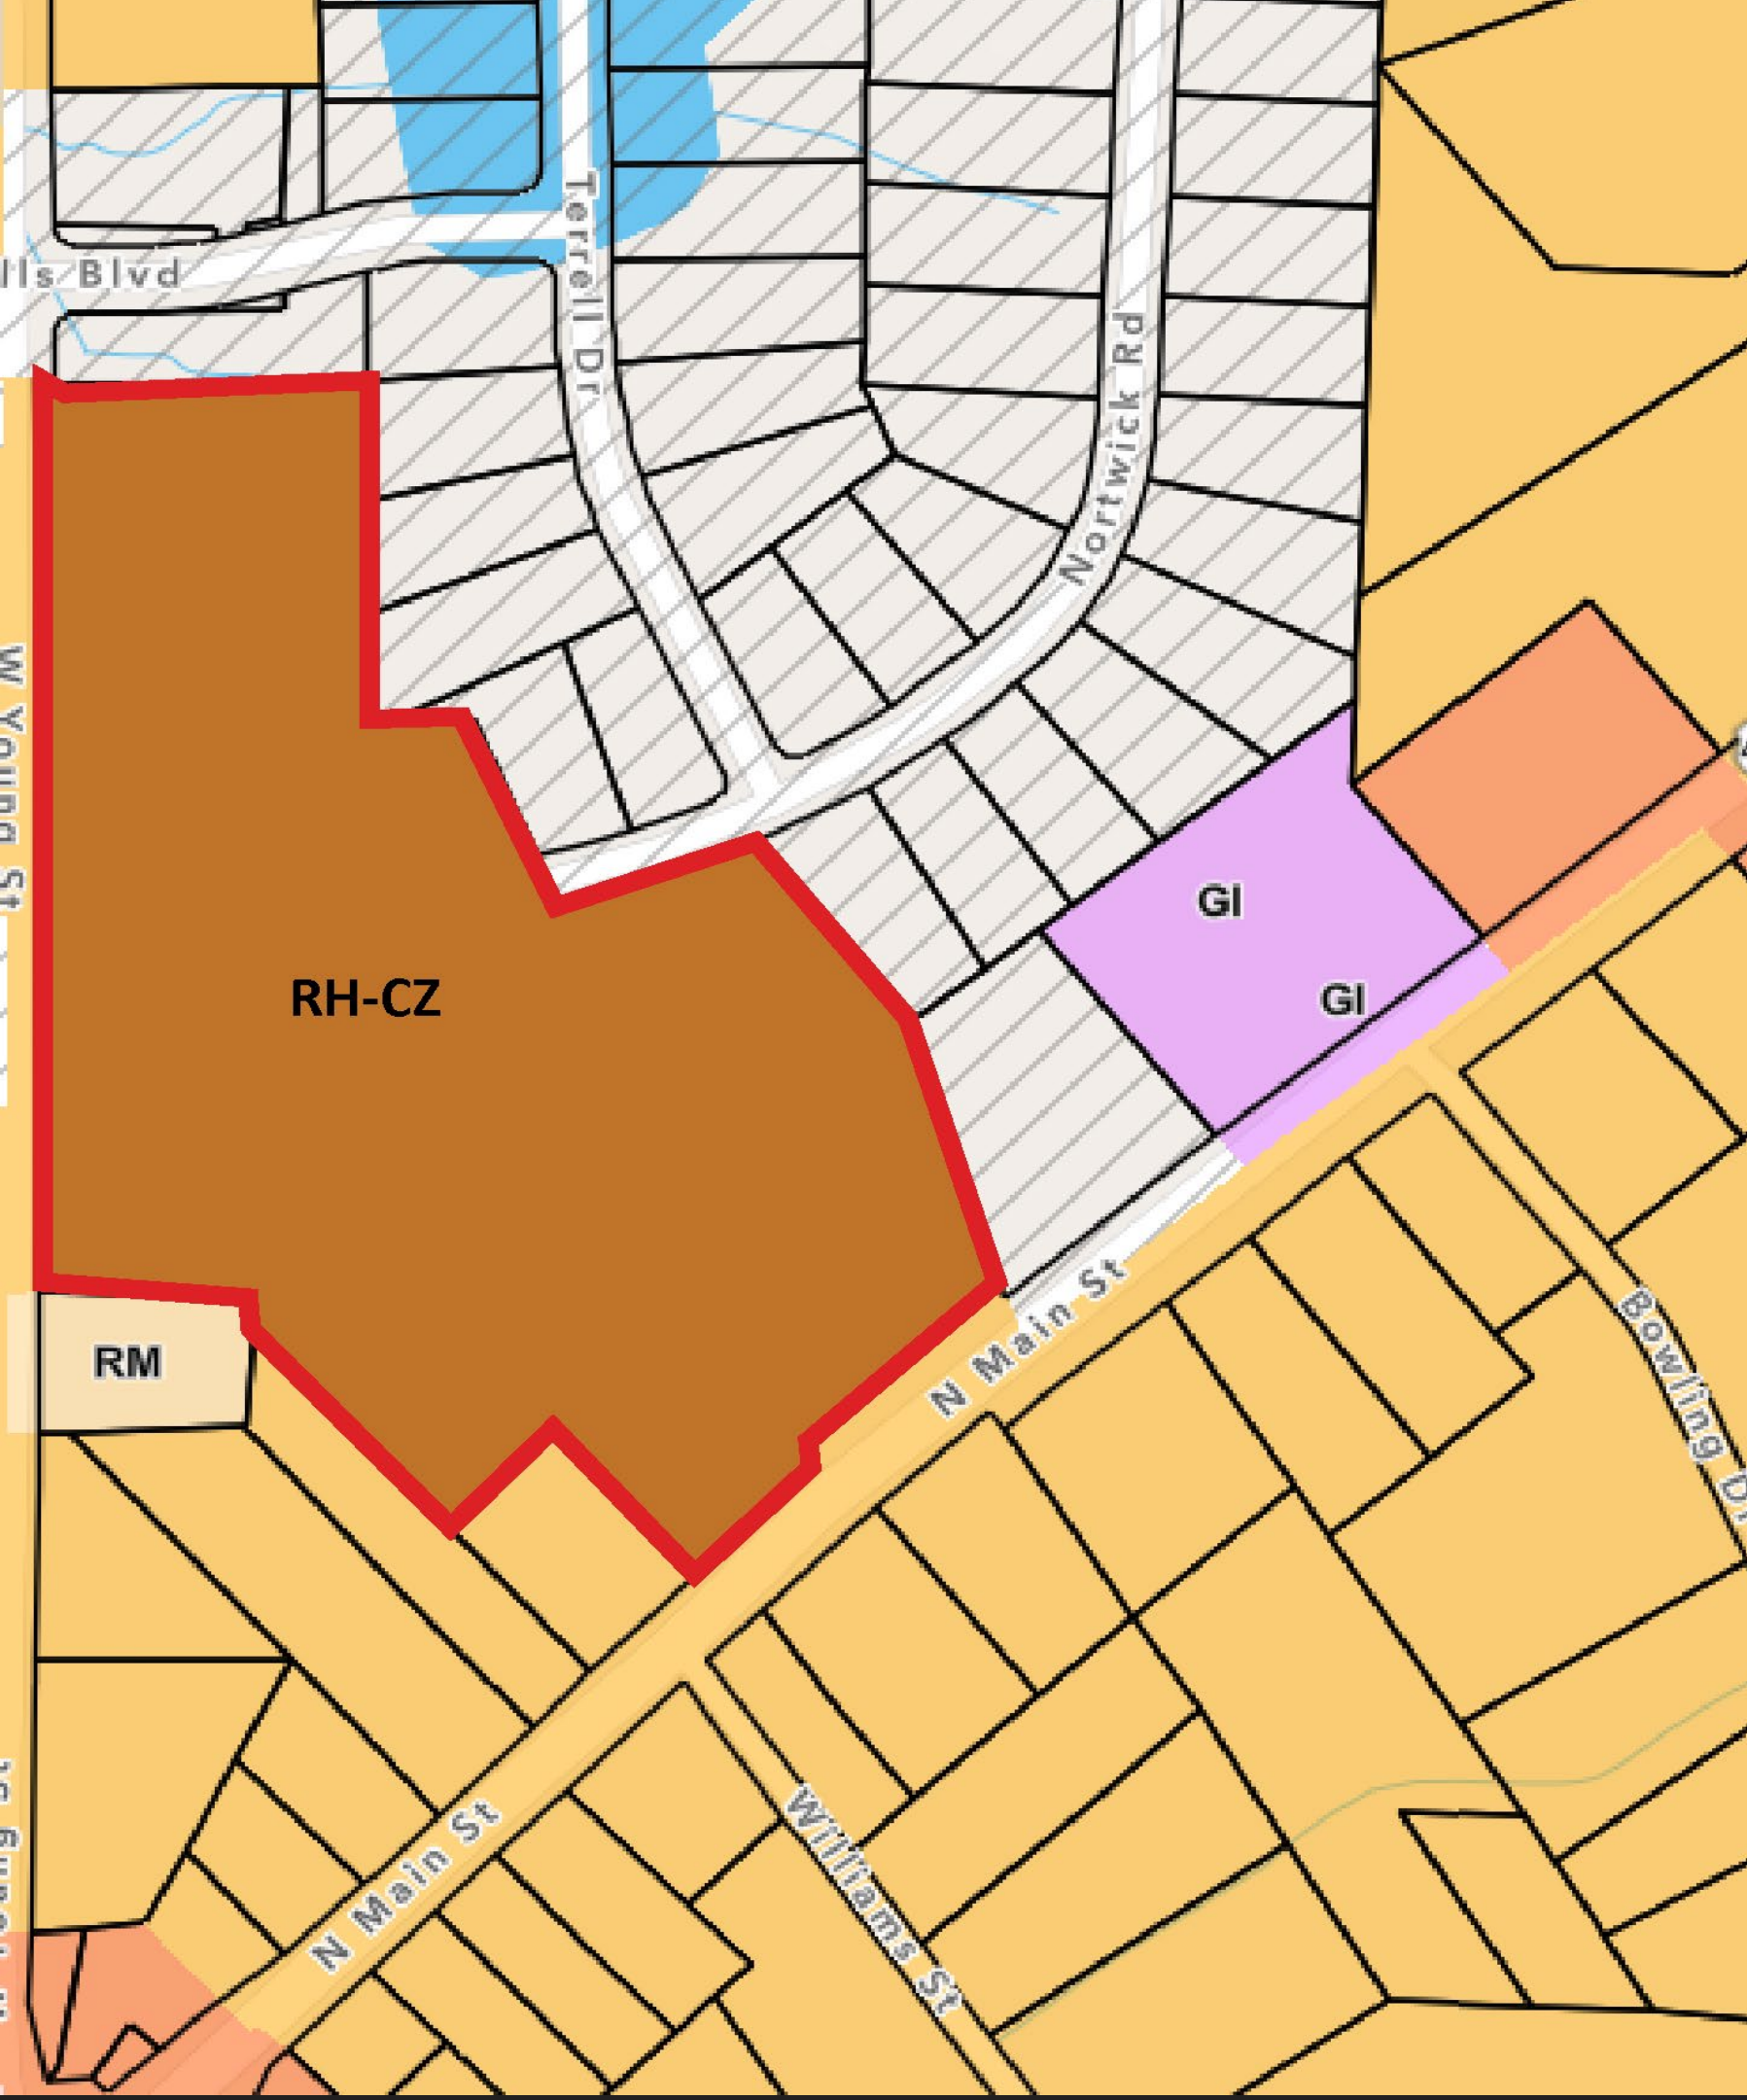 lls Blvd
Terrell Dr
Nortwick Rd
W Young St
GI
GI
RH-CZ
N Main St
RM
Bowling Dr
N Main St
Williams St